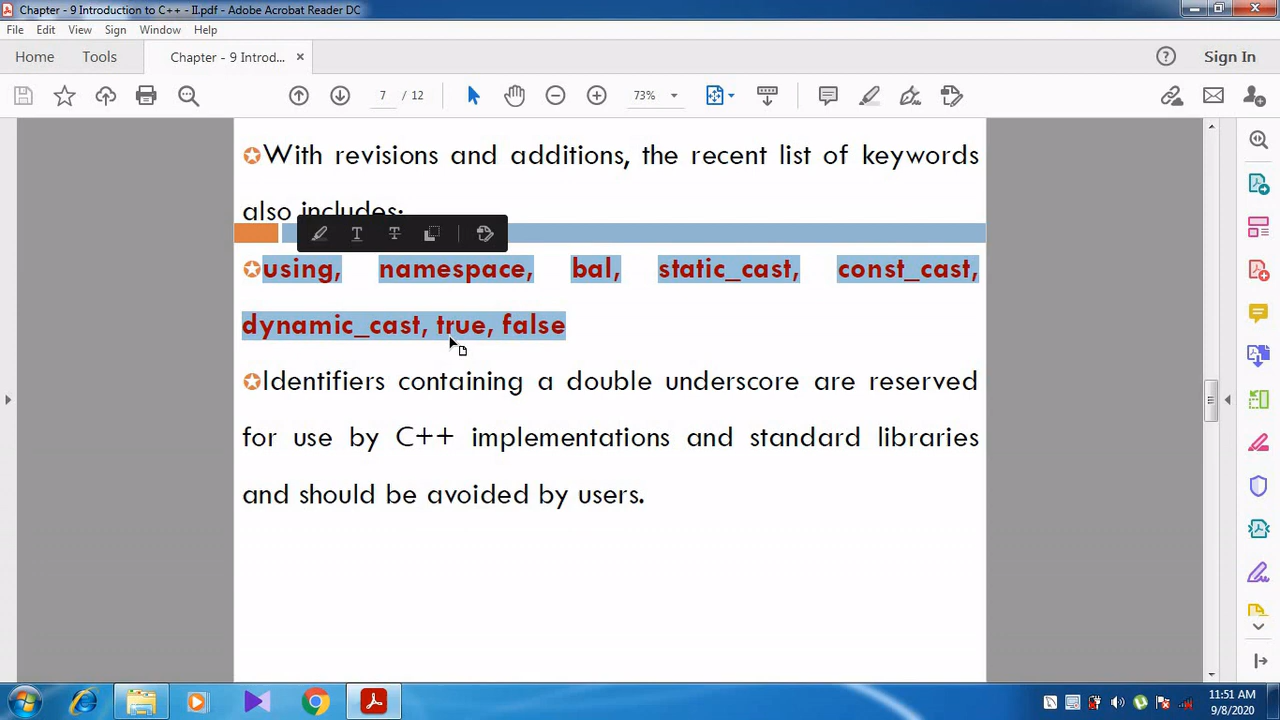 Chapter - 9 Introduction to C++ - II.pdf - Adobe Acrobat Reader DC
File Edit View Sign Window Help
Home Tools Chapter - 9 Introd... × Sign In
7 / 12 73%
With revisions and additions, the recent list of keywords
also includes:
using, namespace, bal, static_cast, const_cast,
dynamic_cast, true, false
Identifiers containing a double underscore are reserved
for use by C++ implementations and standard libraries
and should be avoided by users.
11:51 AM
9/8/2020